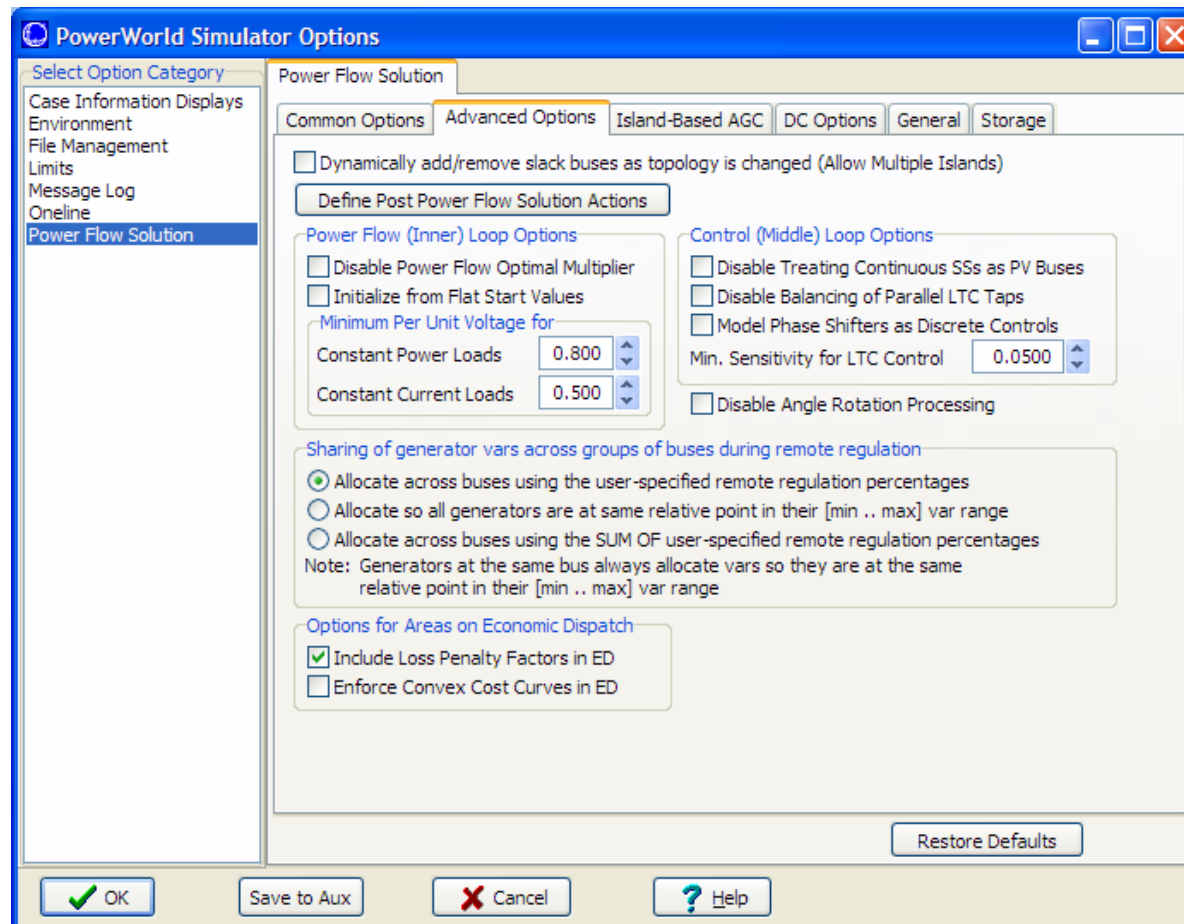 PowerWorld Simulator Options
Select Option Category
Case Information Displays
Environment
File Management
Limits
Message Log
Oneline
Power Flow Solution
Power Flow Solution
Common Options
Advanced Options
Island-Based AGC
DC Options
General
Storage
Dynamically add/remove slack buses as topology is changed (Allow Multiple Islands)
Define Post Power Flow Solution Actions
Power Flow (Inner) Loop Options
Disable Power Flow Optimal Multiplier
Initialize from Flat Start Values
Minimum Per Unit Voltage for
Constant Power Loads 0.800
Constant Current Loads 0.500
Control (Middle) Loop Options
Disable Treating Continuous SSs as PV Buses
Disable Balancing of Parallel LTC Taps
Model Phase Shifters as Discrete Controls
Min. Sensitivity for LTC Control 0.0500
Disable Angle Rotation Processing
Sharing of generator vars across groups of buses during remote regulation
Allocate across buses using the user-specified remote regulation percentages
Allocate so all generators are at same relative point in their [min .. max] var range
Allocate across buses using the SUM OF user-specified remote regulation percentages
Note: Generators at the same bus always allocate vars so they are at the same
relative point in their [min .. max] var range
Options for Areas on Economic Dispatch
Include Loss Penalty Factors in ED
Enforce Convex Cost Curves in ED
Restore Defaults
OK
Save to Aux
Cancel
? Help